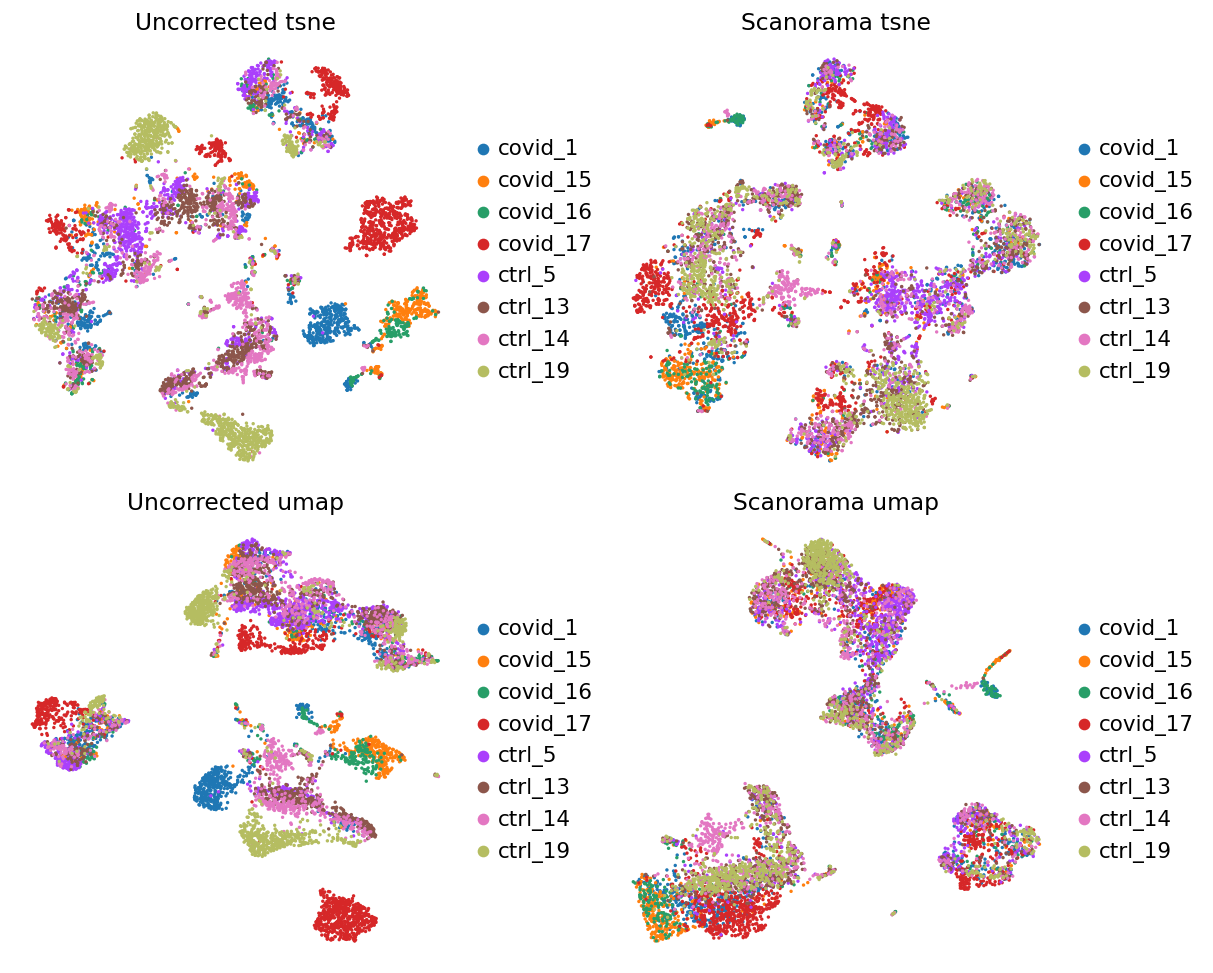 Uncorrected tsne
covid_1
covid_15
covid_16
covid_17
ctrl_5
ctrl_13
ctrl_14
ctrl_19
Scanorama tsne
covid_1
covid_15
covid_16
covid_17
ctrl_5
ctrl_13
ctrl_14
ctrl_19
Uncorrected umap
covid_1
covid_15
covid_16
covid_17
ctrl_5
ctrl_13
ctrl_14
ctrl_19
Scanorama umap
covid_1
covid_15
covid_16
covid_17
ctrl_5
ctrl_13
ctrl_14
ctrl_19